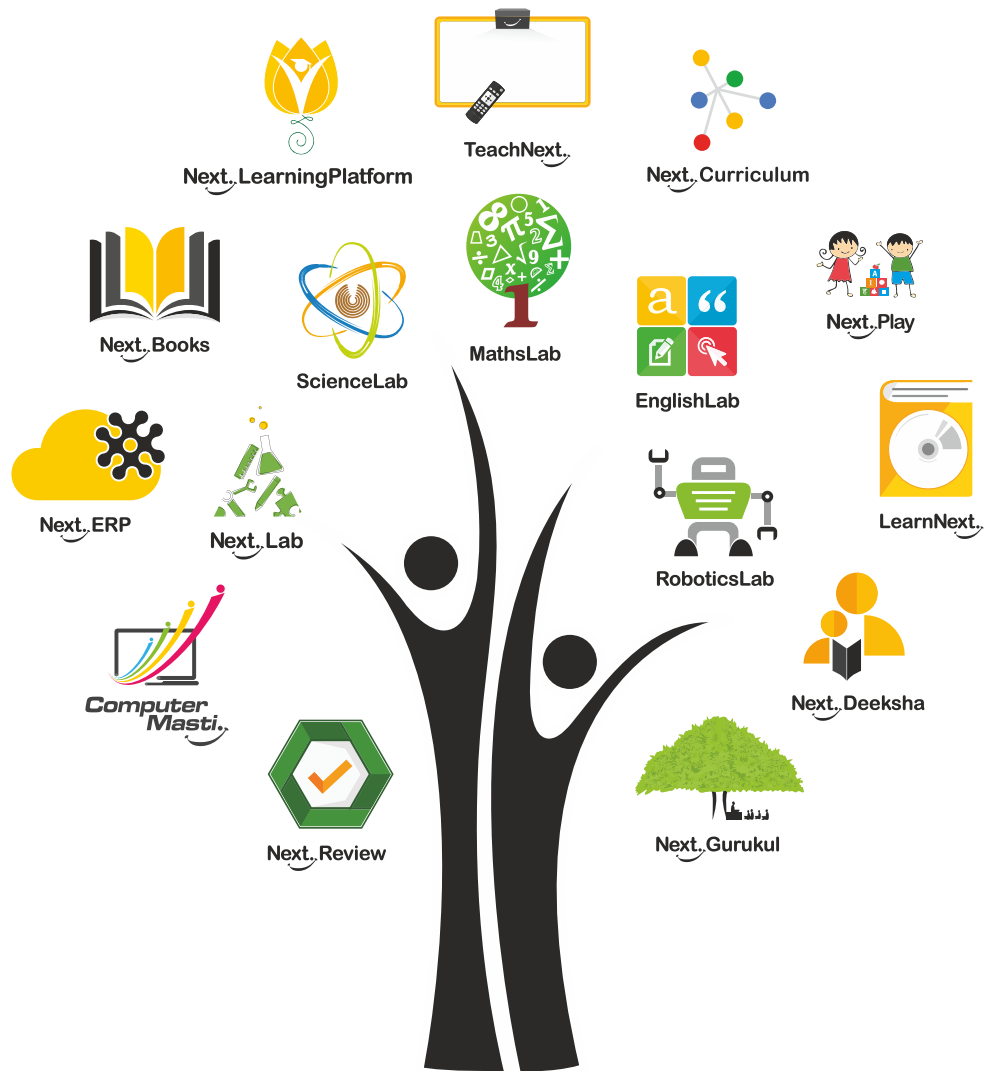 TeachNext..
Next..LearningPlatform
Next..Curriculum
Next..Books
ScienceLab
MathsLab
EnglishLab
Next..Play
Next..ERP
Next..Lab
RoboticsLab
LearnNext..
Computer
Masti..
Next..Deeksha
Next..Review
Next..Gurukul